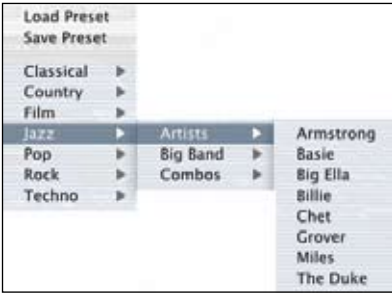 Load Preset
Save Preset
Classical
Country
Film
Jazz
Pop
Rock
Techno
Artists
Big Band
Combos
Armstrong
Basie
Big Ella
Billie
Chet
Grover
Miles
The Duke